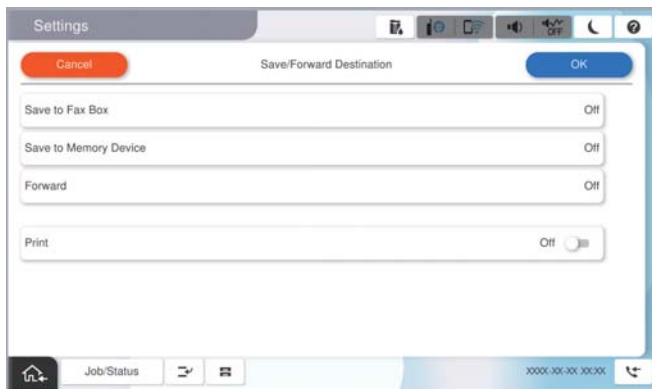 Settings
OFF
Cancel
Save/Forward Destination
OK
Save to Fax Box
Off
Save to Memory Device
Off
Forward
Off
Print
Off
Job/Status
XXXX-XX-XX XX:XX